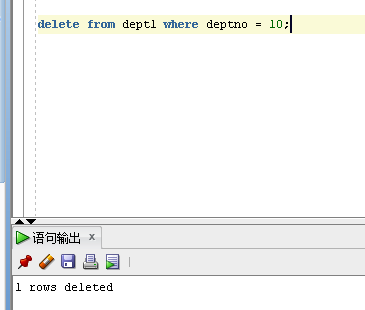 delete from dept1 where deptno = 10;
语句输出 x
1 rows deleted